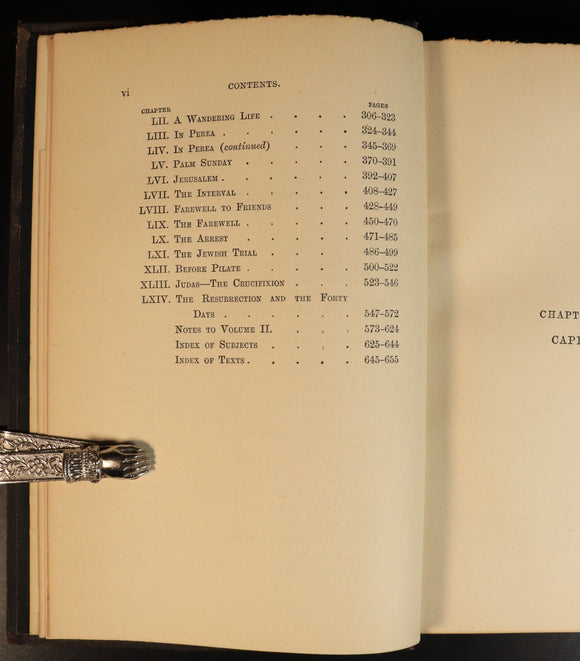 vi CONTENTS.
CHAPTER PAGES
LII. A WANDERING LIFE . . . . 306–323
LIII. IN PEREA . . . . . 324–344
LIV. IN PEREA (continued) . . . 345–369
LV. PALM SUNDAY . . . . . 370–391
LVI. JERUSALEM . . . . . 392–407
LVII. THE INTERVAL . . . . . 408–427
LVIII. FAREWELL TO FRIENDS . . . 428–449
LIX. THE FAREWELL . . . . . 450–470
LX. THE ARREST . . . . . 471–485
LXI. THE JEWISH TRIAL . . . 486–499
XLII. BEFORE PILATE . . . . . 500–522
XLIII. JUDAS—THE CRUCIFIXION . . . 523–546
LXIV. THE RESURRECTION AND THE FORTY
DAYS . . . . . 547–572
NOTES TO VOLUME II. . . . 573–624
INDEX OF SUBJECTS . . . . 625–644
INDEX OF TEXTS . . . . . 645–655